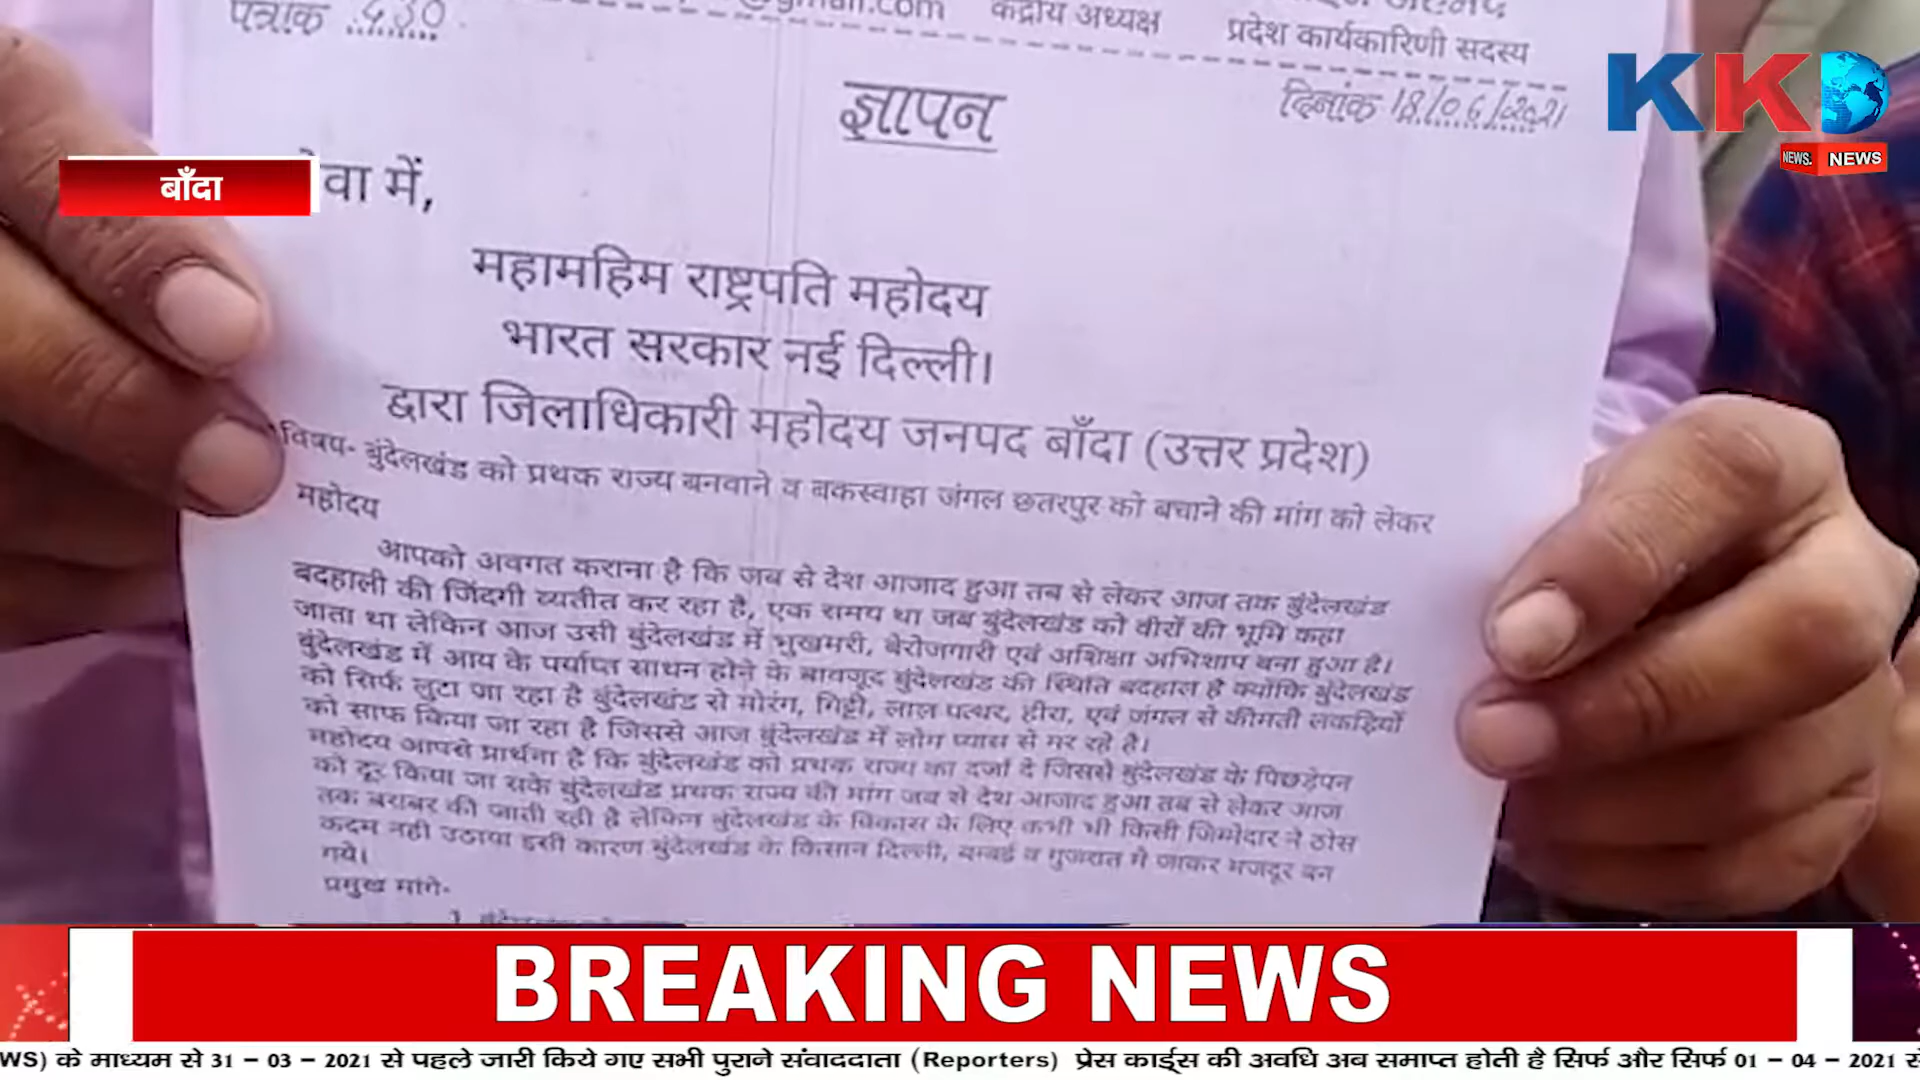 पत्रांक 430
@gmail.com केंद्रीय अध्यक्ष
प्रदेश कार्यकारिणी सदस्य
दिनांक 18/06/2021
ज्ञापन
KKD
NEWS. NEWS
बाँदा
वा में,
महामहिम राष्ट्रपति महोदय
भारत सरकार नई दिल्ली।
द्वारा जिलाधिकारी महोदय जनपद बाँदा (उत्तर प्रदेश)
विषय- बुंदेलखंड को प्रथक राज्य बनवाने व बकस्वाहा जंगल छतरपुर को बचाने की मांग को लेकर
महोदय
आपको अवगत कराना है कि जब से देश आजाद हुआ तब से लेकर आज तक बुंदेलखंड
बदहाली की जिंदगी व्यतीत कर रहा है, एक समय था जब बुंदेलखंड को वीरों की भूमि कहा
जाता था लेकिन आज उसी बुंदेलखंड में भुखमरी, बेरोजगारी एवं अशिक्षा अभिशाप बना हुआ है।
बुंदेलखंड में आय के पर्याप्त साधन होने के बावजूद बुंदेलखंड की स्थिति बदहाल है क्योंकि बुंदेलखंड
को सिर्फ लुटा जा रहा है बुंदेलखंड से मोरंग, गिट्टी, लाल पत्थर, हीरा, एवं जंगल से कीमती लकड़ियों
को साफ किया जा रहा है जिससे आज बुंदेलखंड में लोग प्यास से मर रहे है।
महोदय आपसे प्रार्थना है कि बुंदेलखंड को प्रथक राज्य का दर्जा दे जिससे बुंदेलखंड के पिछड़ेपन
को दूर किया जा सके बुंदेलखंड प्रथक राज्य की मांग जब से देश आजाद हुआ तब से लेकर आज
तक बराबर की जाती रही है लेकिन बुंदेलखंड के विकास के लिए कभी भी किसी जिम्मेदार ने ठोस
कदम नही उठाया इसी कारण बुंदेलखंड के किसान दिल्ली, बम्बई व गुजरात मे जाकर मजदूर बन
गये।
प्रमुख मांगे-
BREAKING NEWS
WS) के माध्यम से 31 - 03 - 2021 से पहले जारी किये गए सभी पुराने संवाददाता (Reporters) प्रेस कार्ड्स की अवधि अब समाप्त होती है सिर्फ और सिर्फ 01 - 04 - 2021 से